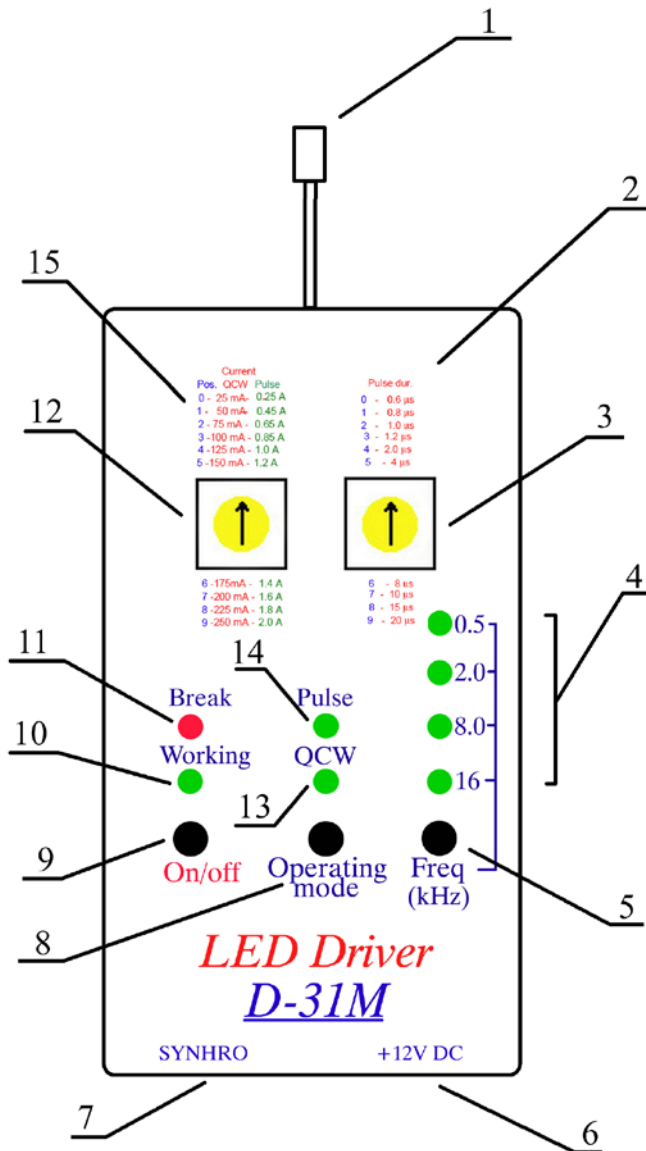 1
2
15
Current
Pos. QCW Pulse
0 - 25 mA- 0.25 A
1 - 50 mA- 0.45 A
2 - 75 mA - 0.65 A
3 -100 mA - 0.85 A
4 -125 mA - 1.0 A
5 -150 mA - 1.2 A
Pulse dur.
0 - 0.6 µs
1 - 0.8 µs
2 - 1.0 µs
3 - 1.2 µs
4 - 2.0 µs
5 - 4 µs
12
3
6 -175mA - 1.4 A
7 -200 mA - 1.6 A
8 -225 mA - 1.8 A
9 -250 mA - 2.0 A
6 - 8 µs
7 - 10 µs
8 - 15 µs
9 - 20 µs
4
0.5
2.0
8.0
16
11
14
Break
Pulse
10
Working
QCW
13
9
On/off
Operating
mode
Freq
(kHz)
8
5
LED Driver
D-31M
SYNHRO
+12V DC
7
6